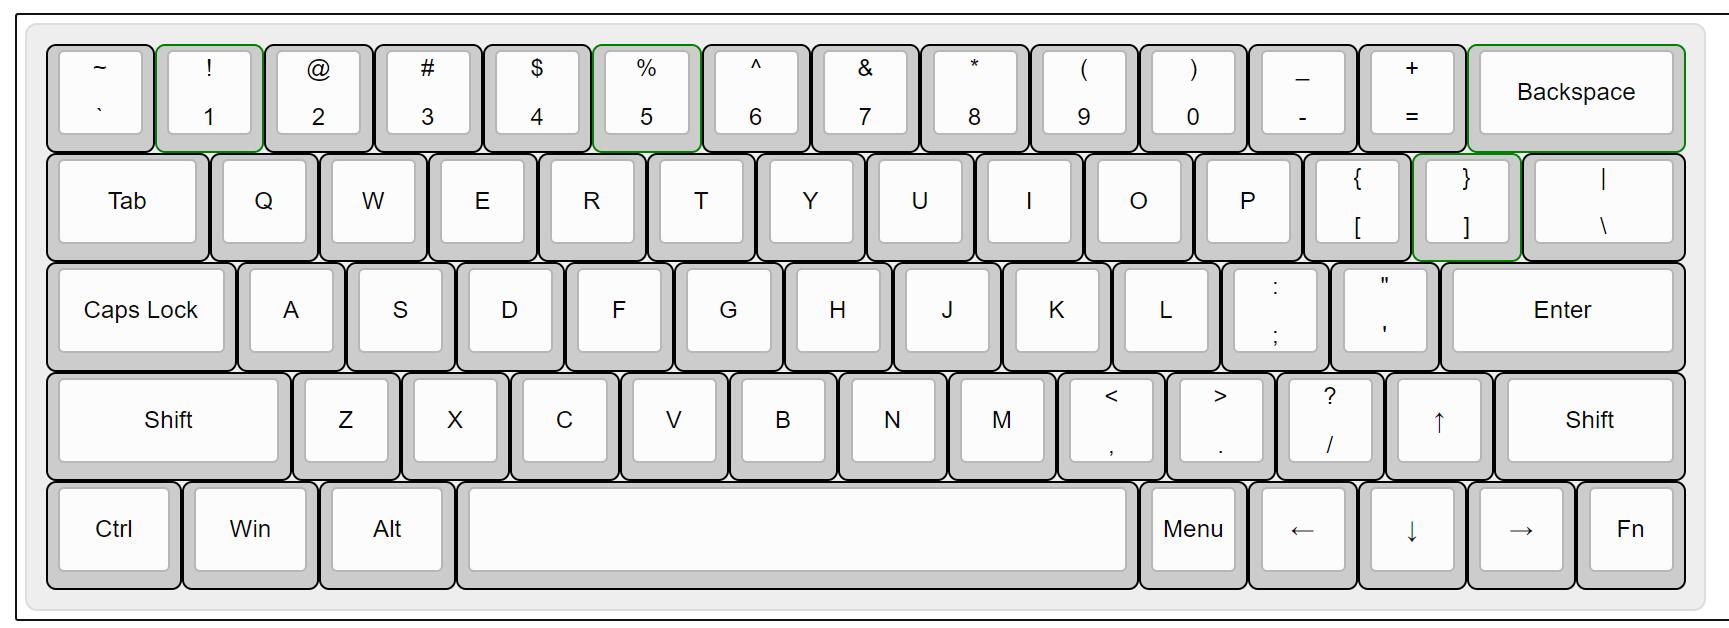 ~ ! @ # $ % ^ & * ( ) _ +
` 1 2 3 4 5 6 7 8 9 0 - = Backspace
Tab Q W E R T Y U I O P { } |
[ ] \
Caps Lock A S D F G H J K L : " Enter
; '
Shift Z X C V B N M < > ? ↑ Shift
, . /
Ctrl Win Alt Menu ← ↓ → Fn